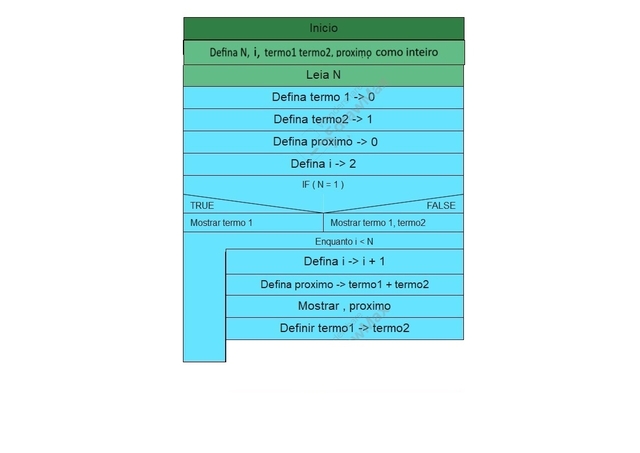 Inicio
Defina N, i, termo1 termo2, proximo como inteiro
Leia N
Defina termo 1 -> 0
Defina termo2 -> 1
Defina proximo -> 0
Defina i -> 2
IF ( N = 1 )
TRUE FALSE
Mostrar termo 1 Mostrar termo 1, termo2
Enquanto i < N
Defina i -> i + 1
Defina proximo -> termo1 + termo2
Mostrar , proximo
Definir termo1 -> termo2